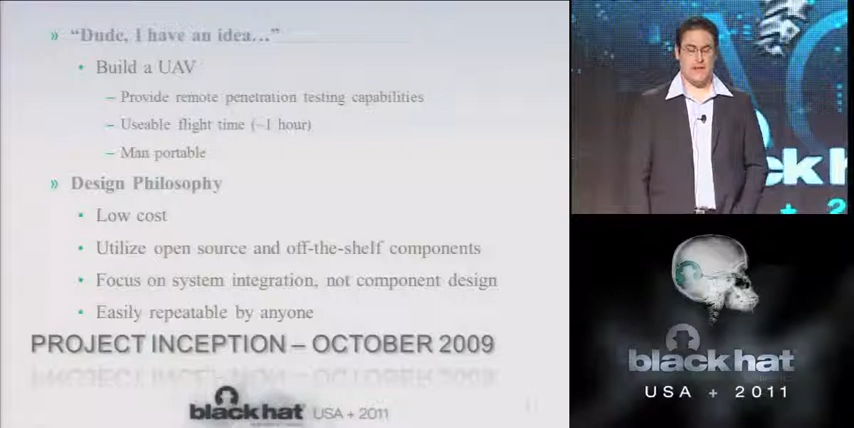 » “Dude, I have an idea…”
• Build a UAV
– Provide remote penetration testing capabilities
– Useable flight time (~1 hour)
– Man portable
» Design Philosophy
• Low cost
• Utilize open source and off-the-shelf components
• Focus on system integration, not component design
• Easily repeatable by anyone
PROJECT INCEPTION – OCTOBER 2009
black hat USA + 2011
ck h
+ 2
black hat
USA + 2011